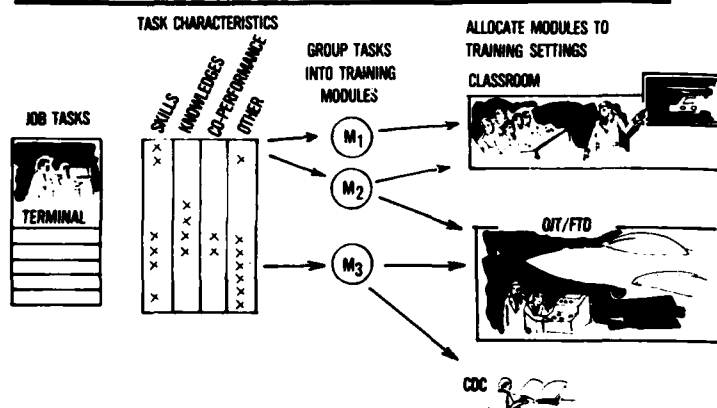 TASK CHARACTERISTICS
ALLOCATE MODULES TO
TRAINING SETTINGS
GROUP TASKS
INTO TRAINING
MODULES
CLASSROOM
JOB TASKS
SKILLS
KNOWLEDGES
CO-PERFORMANCE
OTHER
TERMINAL
M1
M2
M3
OJT/FTD
CDC